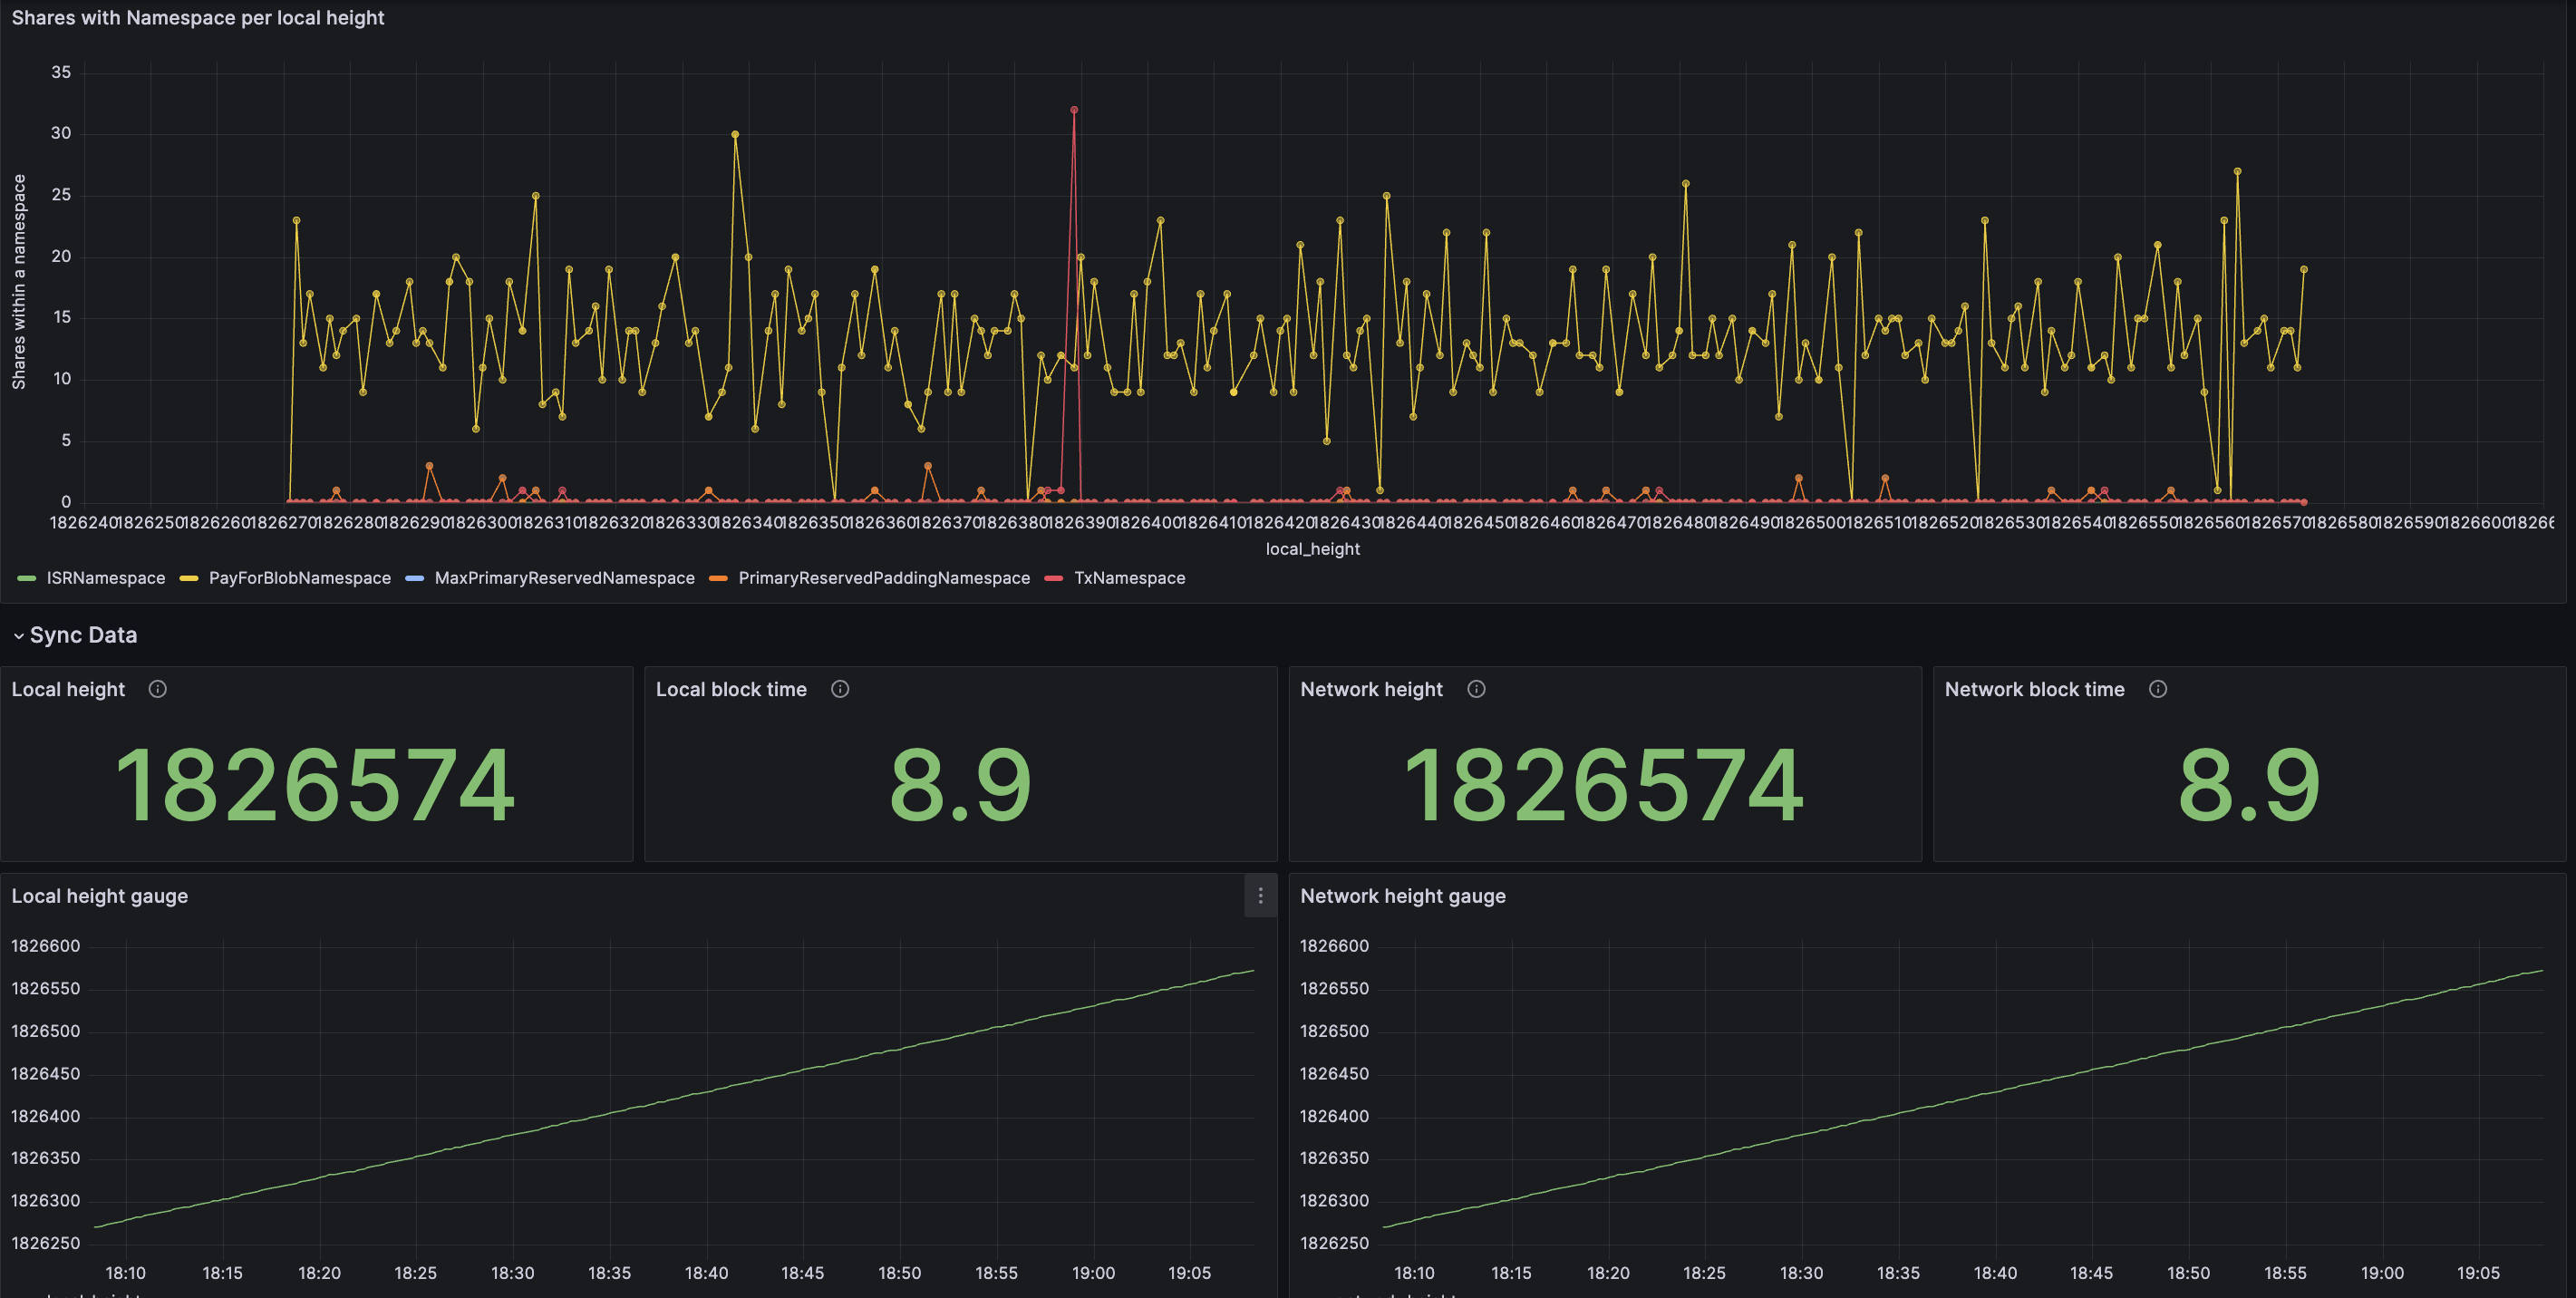 Shares with Namespace per local height
Shares within a namespace
35
30
25
20
15
10
5
0
1826240 1826250 1826260 1826270 1826280 1826290 1826300 1826310 1826320 1826330 1826340 1826350 1826360 1826370 1826380 1826390 1826400 1826410 1826420 1826430 1826440 1826450 1826460 1826470 1826480 1826490 1826500 1826510 1826520 1826530 1826540 1826550 1826560 1826570 1826580 1826590 1826600
local_height
ISRNamespace PayForBlobNamespace MaxPrimaryReservedNamespace PrimaryReservedPaddingNamespace TxNamespace
Sync Data
Local height
1826574
Local block time
8.9
Network height
1826574
Network block time
8.9
Local height gauge
1826600
1826550
1826500
1826450
1826400
1826350
1826300
1826250
18:10 18:15 18:20 18:25 18:30 18:35 18:40 18:45 18:50 18:55 19:00 19:05
Network height gauge
1826600
1826550
1826500
1826450
1826400
1826350
1826300
1826250
18:10 18:15 18:20 18:25 18:30 18:35 18:40 18:45 18:50 18:55 19:00 19:05